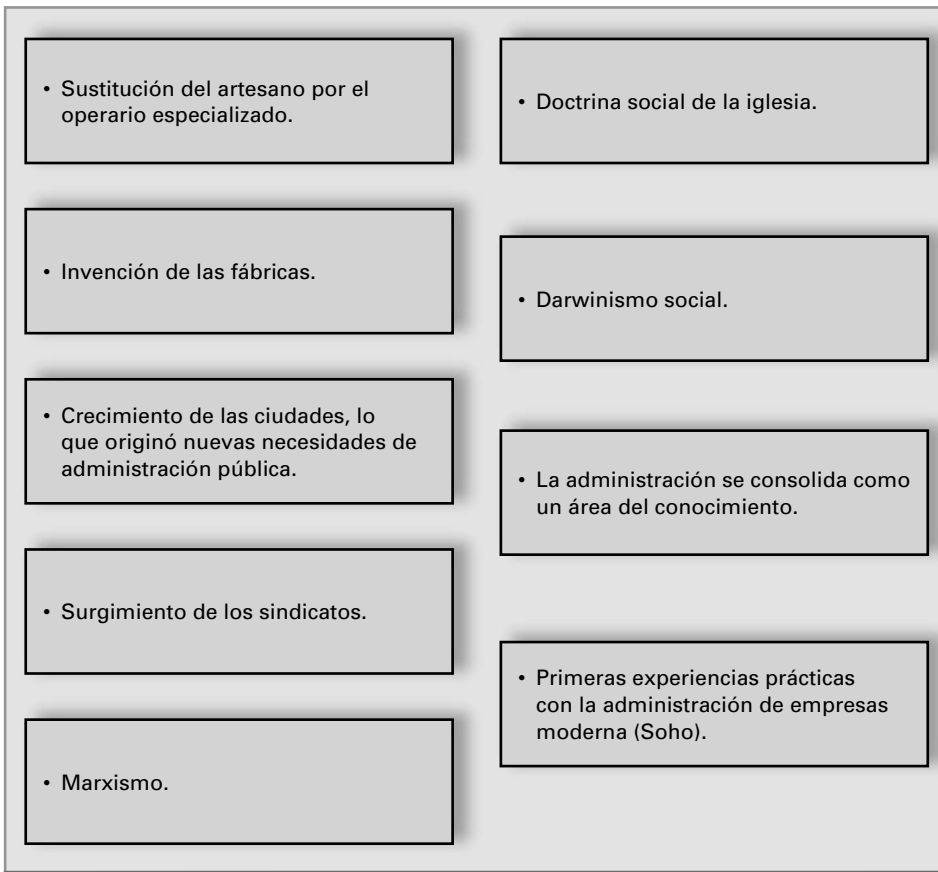 • Sustitución del artesano por el
operario especializado.
• Invención de las fábricas.
• Crecimiento de las ciudades, lo
que originó nuevas necesidades de
administración pública.
• Surgimiento de los sindicatos.
• Marxismo.
• Doctrina social de la iglesia.
• Darwinismo social.
• La administración se consolida como
un área del conocimiento.
• Primeras experiencias prácticas
con la administración de empresas
moderna (Soho).